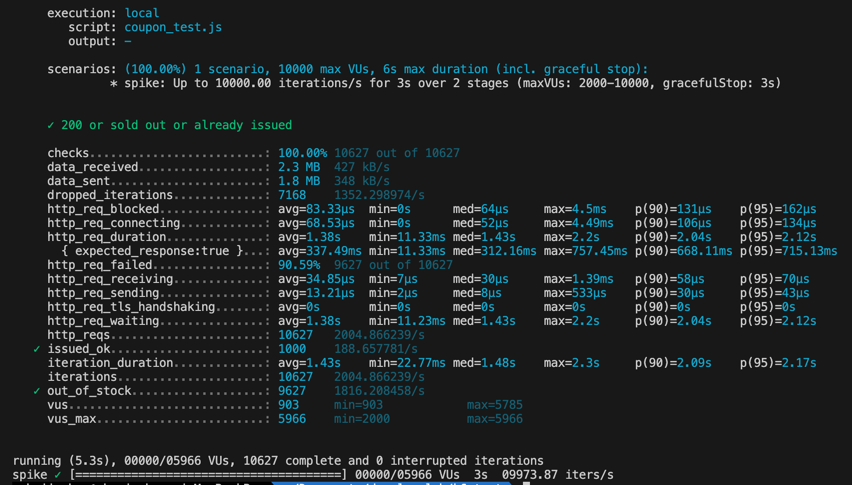 execution: local
script: coupon_test.js
output: -
scenarios: (100.00%) 1 scenario, 10000 max VUs, 6s max duration (incl. graceful stop):
* spike: Up to 10000.00 iterations/s for 3s over 2 stages (maxVUs: 2000-10000, gracefulStop: 3s)
✓ 200 or sold out or already issued
checks.........................: 100.00% 10627 out of 10627
data_received..................: 2.3 MB 427 kB/s
data_sent......................: 1.8 MB 348 kB/s
dropped_iterations.............: 7168 1352.298974/s
http_req_blocked...............: avg=83.33µs min=0s med=64µs max=4.5ms p(90)=131µs p(95)=162µs
http_req_connecting............: avg=68.53µs min=0s med=52µs max=4.49ms p(90)=106µs p(95)=134µs
http_req_duration..............: avg=1.38s min=11.33ms med=1.43s max=2.2s p(90)=2.04s p(95)=2.12s
{ expected_response:true }...: avg=337.49ms min=11.33ms med=312.16ms max=757.45ms p(90)=668.11ms p(95)=715.13ms
http_req_failed................: 90.59% 9627 out of 10627
http_req_receiving.............: avg=34.85µs min=7µs med=30µs max=1.39ms p(90)=58µs p(95)=70µs
http_req_sending...............: avg=13.21µs min=2µs med=8µs max=533µs p(90)=30µs p(95)=43µs
http_req_tls_handshaking.......: avg=0s min=0s med=0s max=0s p(90)=0s p(95)=0s
http_req_waiting...............: avg=1.38s min=11.23ms med=1.43s max=2.2s p(90)=2.04s p(95)=2.12s
http_reqs......................: 10627 2004.866239/s
✓ issued_ok......................: 1000 188.657781/s
iteration_duration.............: avg=1.43s min=22.77ms med=1.48s max=2.3s p(90)=2.09s p(95)=2.17s
iterations.....................: 10627 2004.866239/s
✓ out_of_stock...................: 9627 1816.208458/s
vus............................: 903 min=903 max=5785
vus_max........................: 5966 min=2000 max=5966
running (5.3s), 00000/05966 VUs, 10627 complete and 0 interrupted iterations
spike ✓ [======================================] 00000/05966 VUs 3s 09973.87 iters/s